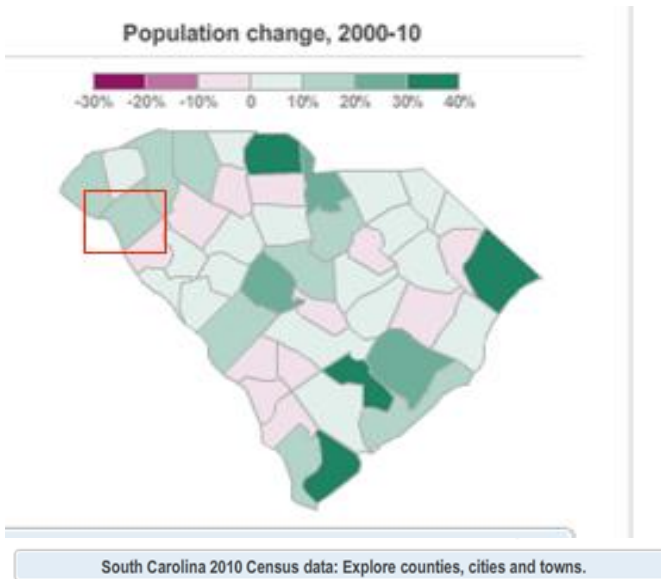 Population change, 2000-10
-30% -20% -10% 0 10% 20% 30% 40%
South Carolina 2010 Census data: Explore counties, cities and towns.